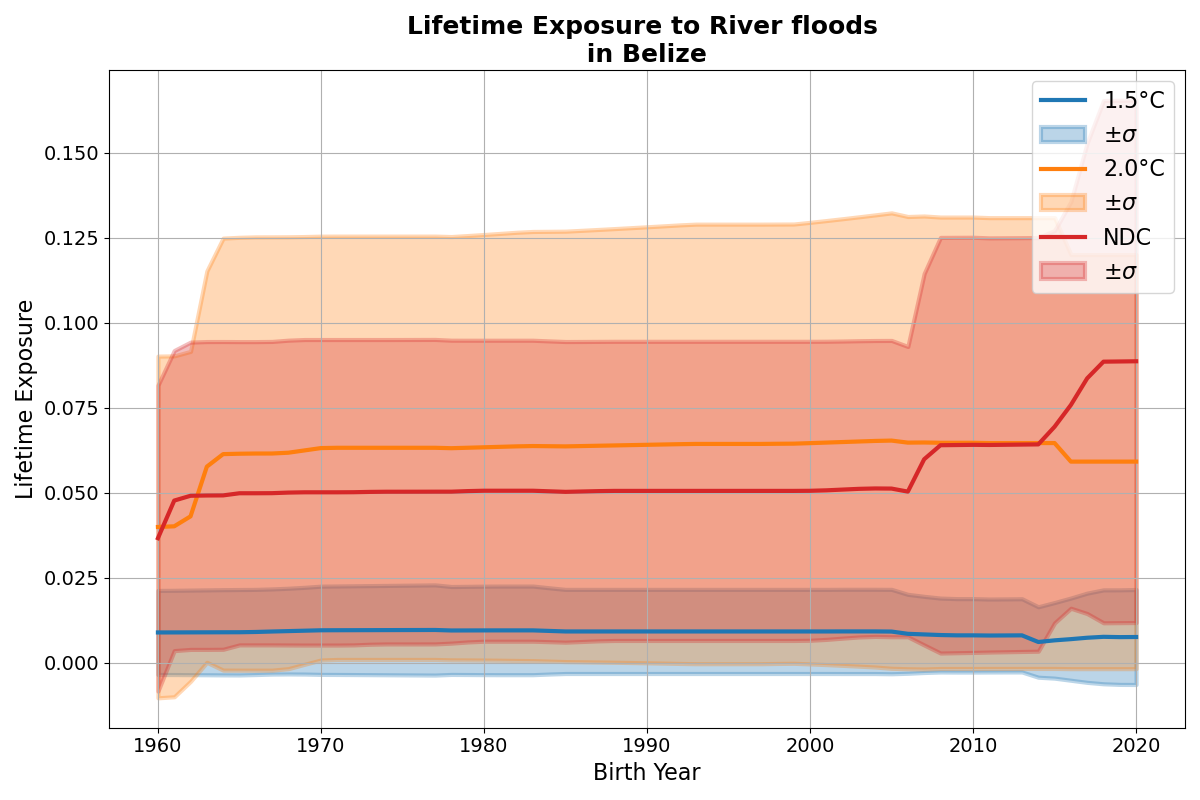 Lifetime Exposure to River floods
in Belize
Lifetime Exposure
0.150
0.125
0.100
0.075
0.050
0.025
0.000
1960 1970 1980 1990 2000 2010 2020
Birth Year
1.5°C
±σ
2.0°C
±σ
NDC
±σ